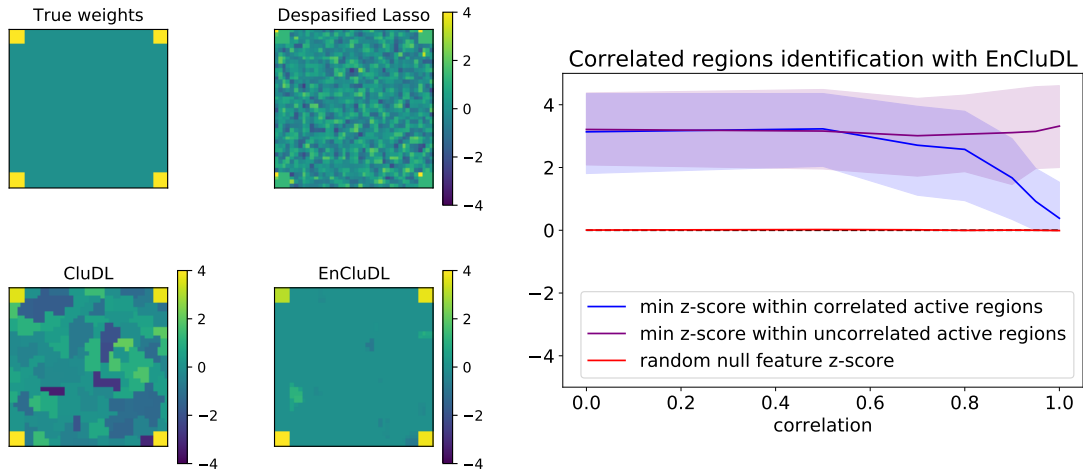 True weights
Despasified Lasso
4
2
0
−2
−4
CluDL
4
2
0
−2
−4
EnCluDL
4
2
0
−2
−4
Correlated regions identification with EnCluDL
4
2
0
−2
−4
min z-score within correlated active regions
min z-score within uncorrelated active regions
random null feature z-score
0.0 0.2 0.4 0.6 0.8 1.0
correlation